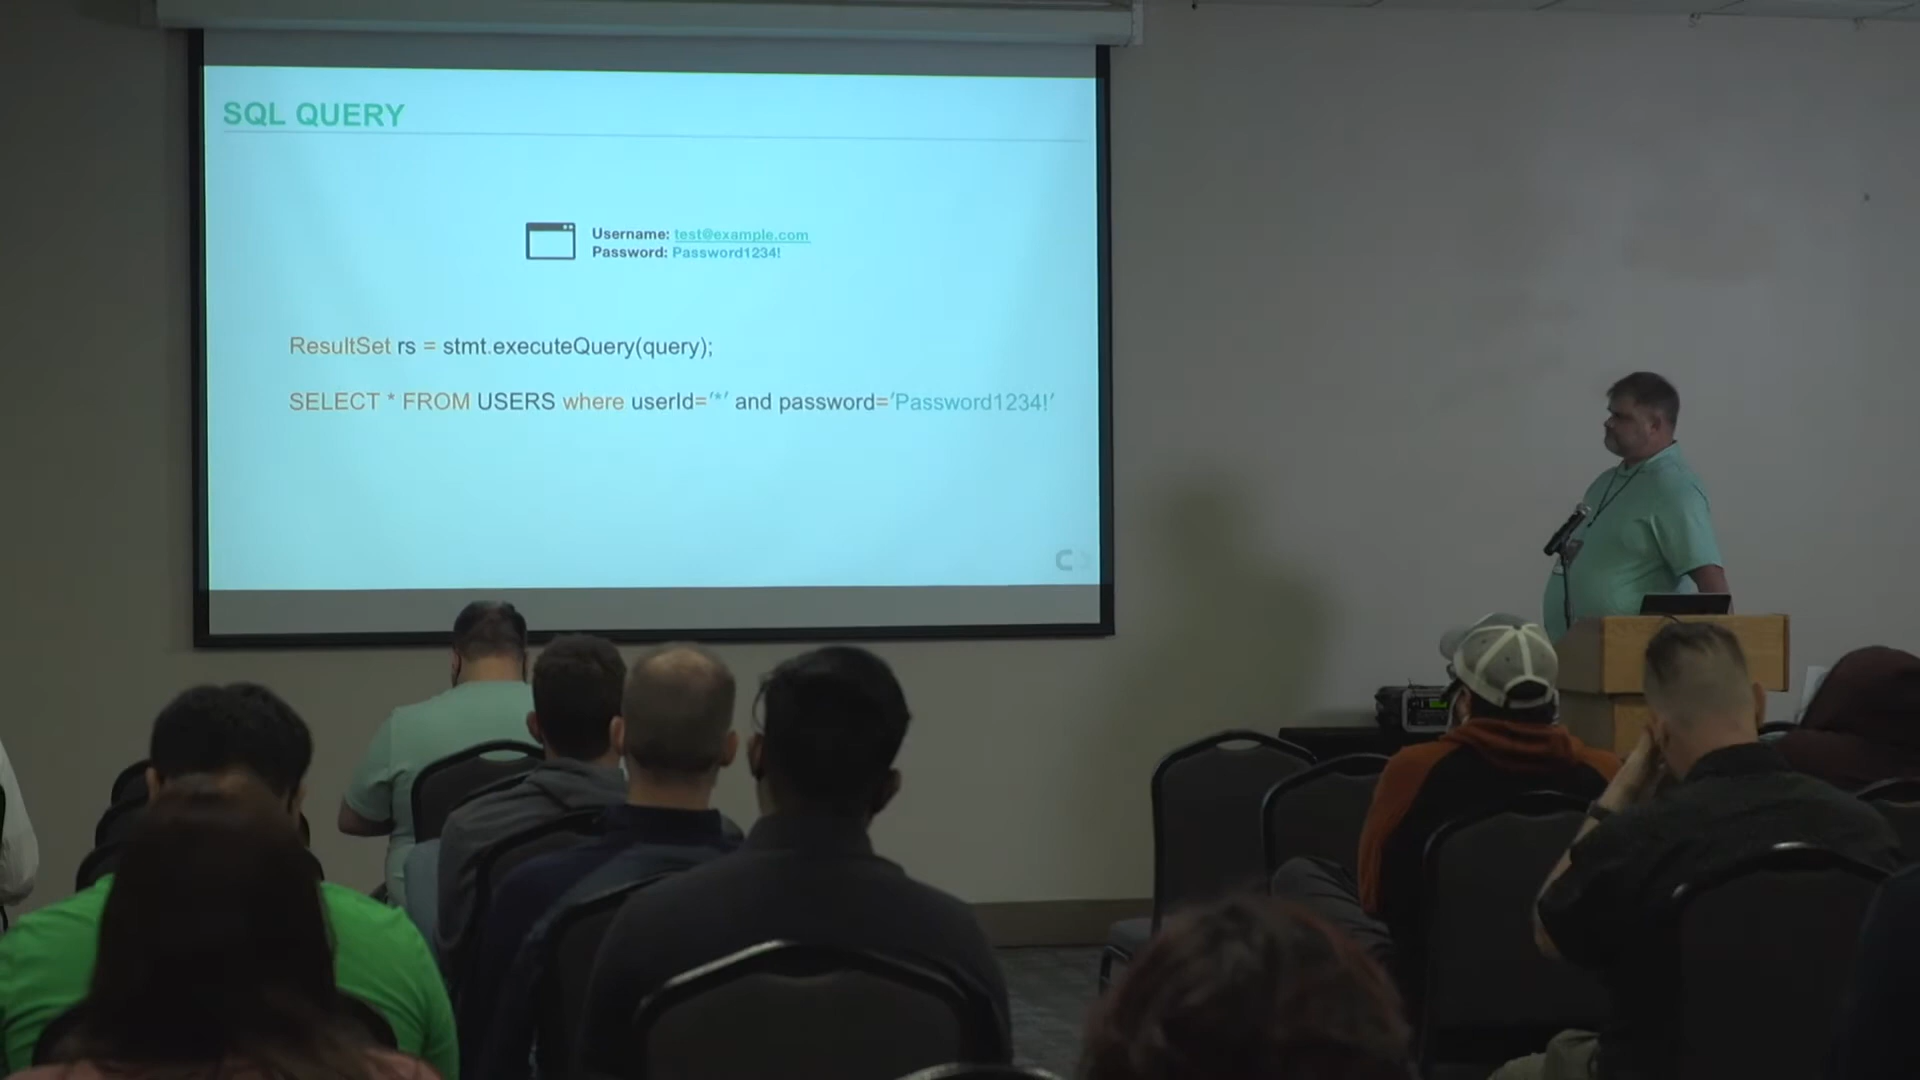 SQL QUERY
Username: test@example.com
Password: Password1234!
ResultSet rs = stmt.executeQuery(query);
SELECT * FROM USERS where userId='*' and password='Password1234!'